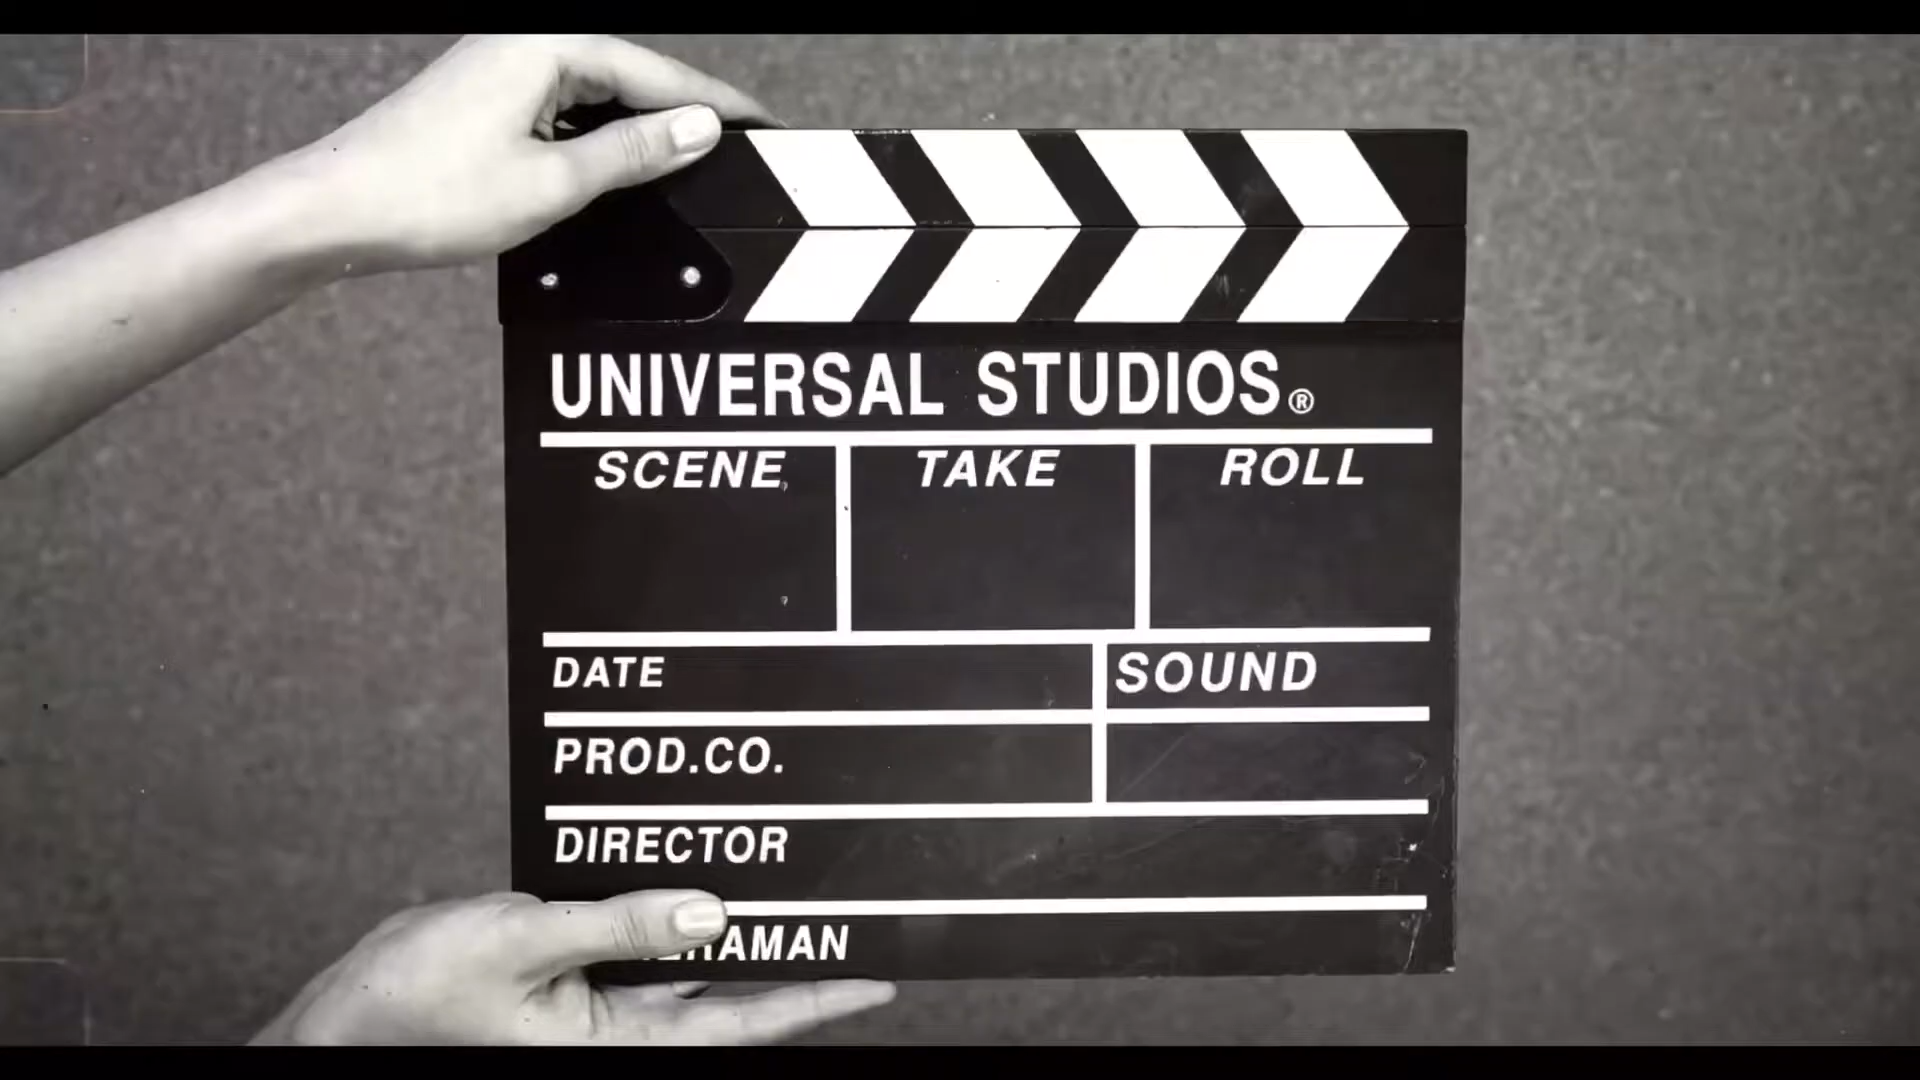 UNIVERSAL STUDIOS®
SCENE TAKE ROLL
DATE SOUND
PROD.CO.
DIRECTOR